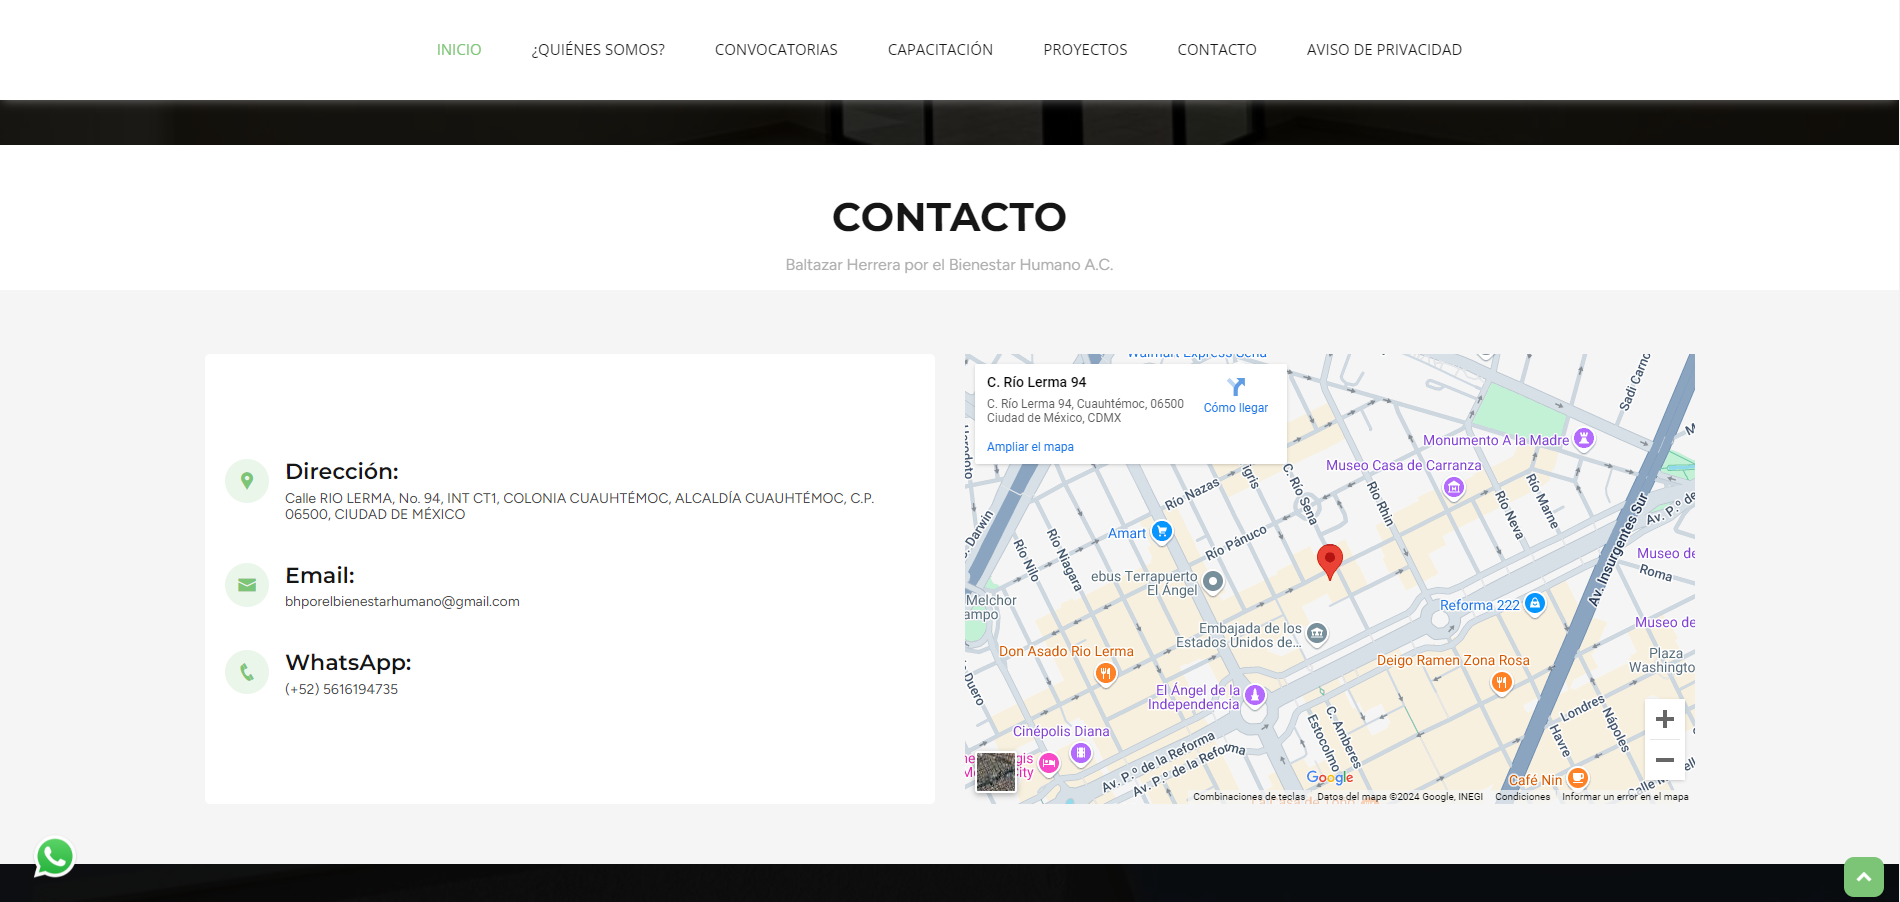 INICIO ¿QUIÉNES SOMOS? CONVOCATORIAS CAPACITACIÓN PROYECTOS CONTACTO AVISO DE PRIVACIDAD
CONTACTO
Baltazar Herrera por el Bienestar Humano A.C.
Dirección:
Calle RIO LERMA, No. 94, INT CT1, COLONIA CUAUHTÉMOC, ALCALDÍA CUAUHTÉMOC, C.P.
06500, CIUDAD DE MÉXICO
Email:
bhporelbienestarhumano@gmail.com
WhatsApp:
(+52) 5616194735
C. Río Lerma 94
C. Río Lerma 94, Cuauhtémoc, 06500
Ciudad de México, CDMX
Cómo llegar
Ampliar el mapa
Sadi Carno
Monumento A la Madre
Museo Casa de Carranza
Río Nazas
C. Río Sena
Río Rhin
Río Neva
Río Marne
Av. Insurgentes Sur
Av. P.º de
Darwin
Amart
Río Pánuco
Río Nilo
Río Niagara
ebus Terrapuerto
El Ángel
Museo de
Roma
Melchor
ampo
Reforma 222
Embajada de los
Estados Unidos de...
Museo de
Don Asado Rio Lerma
Deigo Ramen Zona Rosa
Plaza
Washingto
Duero
El Ángel de la
Independencia
Cinépolis Diana
C. Amberes
Estocolmo
Londres
Nápoles
Havre
Av. P.º de la Reforma
Av. P.º de la Reforma
Café Nin
Google
Combinaciones de teclas Datos del mapa ©2024 Google, INEGI Condiciones Informar un error en el mapa